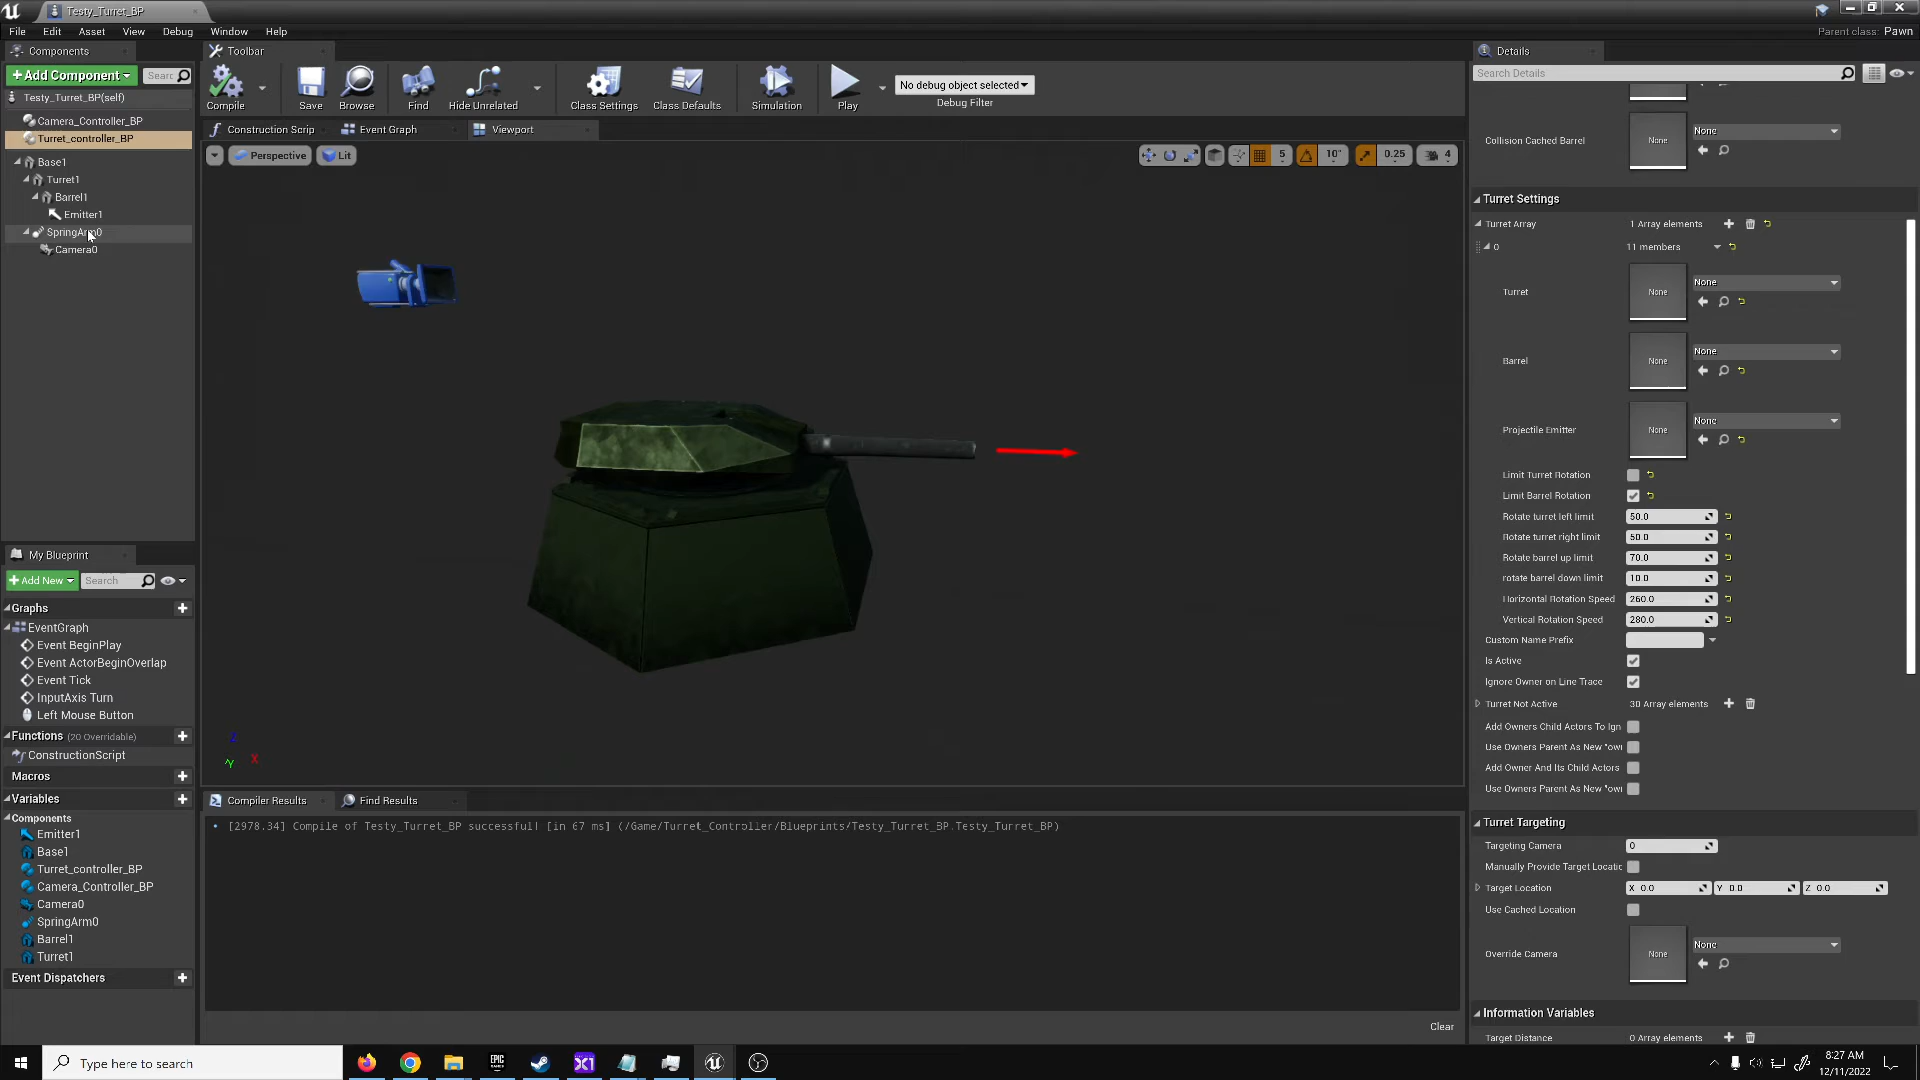 Testy_Turret_BP
File Edit Asset View Debug Window Help
Parent class: Pawn
Components
+Add Component
Searc
Testy_Turret_BP(self)
Camera_Controller_BP
Turret_controller_BP
Base1
Turret1
Barrel1
Emitter1
SpringArm0
Camera0
My Blueprint
+Add New
Search
Graphs
EventGraph
Event BeginPlay
Event ActorBeginOverlap
Event Tick
InputAxis Turn
Left Mouse Button
Functions (20 Overridable)
ConstructionScript
Macros
Variables
Components
Emitter1
Base1
Turret_controller_BP
Camera_Controller_BP
Camera0
SpringArm0
Barrel1
Turret1
Event Dispatchers
Toolbar
Compile
Save
Browse
Find
Hide Unrelated
Class Settings
Class Defaults
Simulation
Play
No debug object selected
Debug Filter
Construction Scrip
Event Graph
Viewport
Perspective
Lit
5
10°
0.25
4
Z
Y
X
Compiler Results
Find Results
[2978.34] Compile of Testy_Turret_BP successful! [in 67 ms] (/Game/Turret_Controller/Blueprints/Testy_Turret_BP.Testy_Turret_BP)
Clear
Details
Search Details
Collision Cached Barrel
None
None
Turret Settings
Turret Array
1 Array elements
0
11 members
Turret
None
None
Barrel
None
None
Projectile Emitter
None
None
Limit Turret Rotation
Limit Barrel Rotation
Rotate turret left limit 50.0
Rotate turret right limit 50.0
Rotate barrel up limit 70.0
rotate barrel down limit 10.0
Horizontal Rotation Speed 260.0
Vertical Rotation Speed 280.0
Custom Name Prefix
Is Active
Ignore Owner on Line Trace
Turret Not Active 30 Array elements
Add Owners Child Actors To Ign
Use Owners Parent As New "ow
Add Owner And Its Child Actors
Use Owners Parent As New "ow
Turret Targeting
Targeting Camera 0
Manually Provide Target Locatic
Target Location X 0.0 Y 0.0 Z 0.0
Use Cached Location
Override Camera
None
None
Information Variables
Target Distance 0 Array elements
Type here to search
EPIC GAMES
X1
8:27 AM
12/11/2022